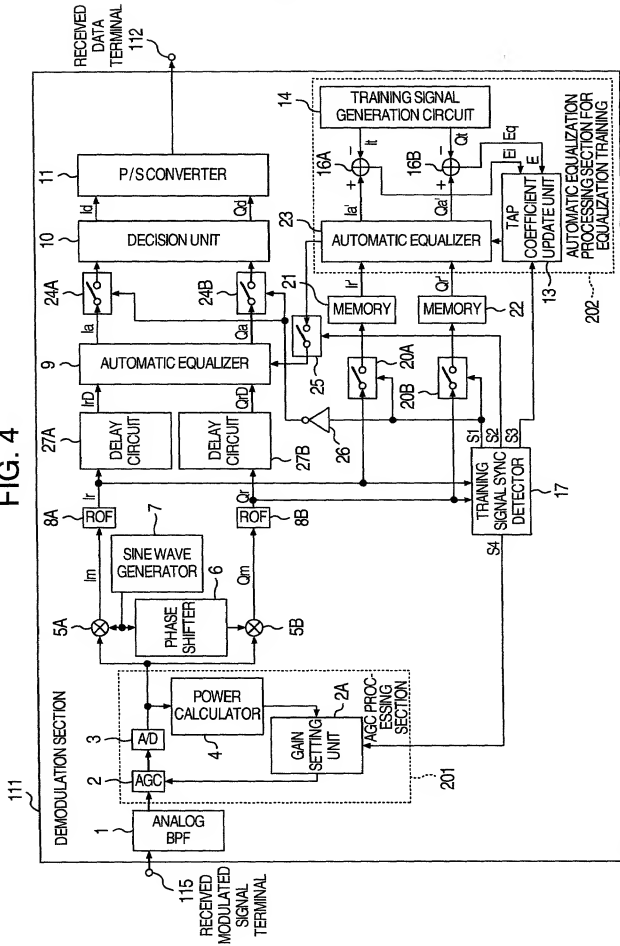 FIG. 4
111
DEMODULATION SECTION
115
RECEIVED
MODULATED
SIGNAL
TERMINAL
1
ANALOG
BPF
2
AGC
3
A/D
POWER
CALCULATOR
4
GAIN
SETTING
UNIT
2A
AGC PROC-
ESSING
SECTION
201
5A
5B
6
PHASE
SHIFTER
7
SINE WAVE
GENERATOR
Im
Qm
8A
ROF
Ir
8B
ROF
Qr
27A
DELAY
CIRCUIT
27B
DELAY
CIRCUIT
IrD
QrD
9
AUTOMATIC EQUALIZER
Ia
Qa
24A
24B
10
DECISION UNIT
Id
Qd
11
P/S CONVERTER
RECEIVED
DATA
TERMINAL
112
26
25
20A
20B
21
MEMORY
22
MEMORY
Ir'
Qr'
23
AUTOMATIC EQUALIZER
Ia'
Qa'
+
+
−
−
16A
16B
It
Qt
14
TRAINING SIGNAL
GENERATION CIRCUIT
Ei
Eq
E
TAP
COEFFICIENT
UPDATE UNIT
13
AUTOMATIC EQUALIZATION
PROCESSING SECTION FOR
EQUALIZATION TRAINING
202
S1
S2
S3
S4
TRAINING
SIGNAL SYNC
DETECTOR
17